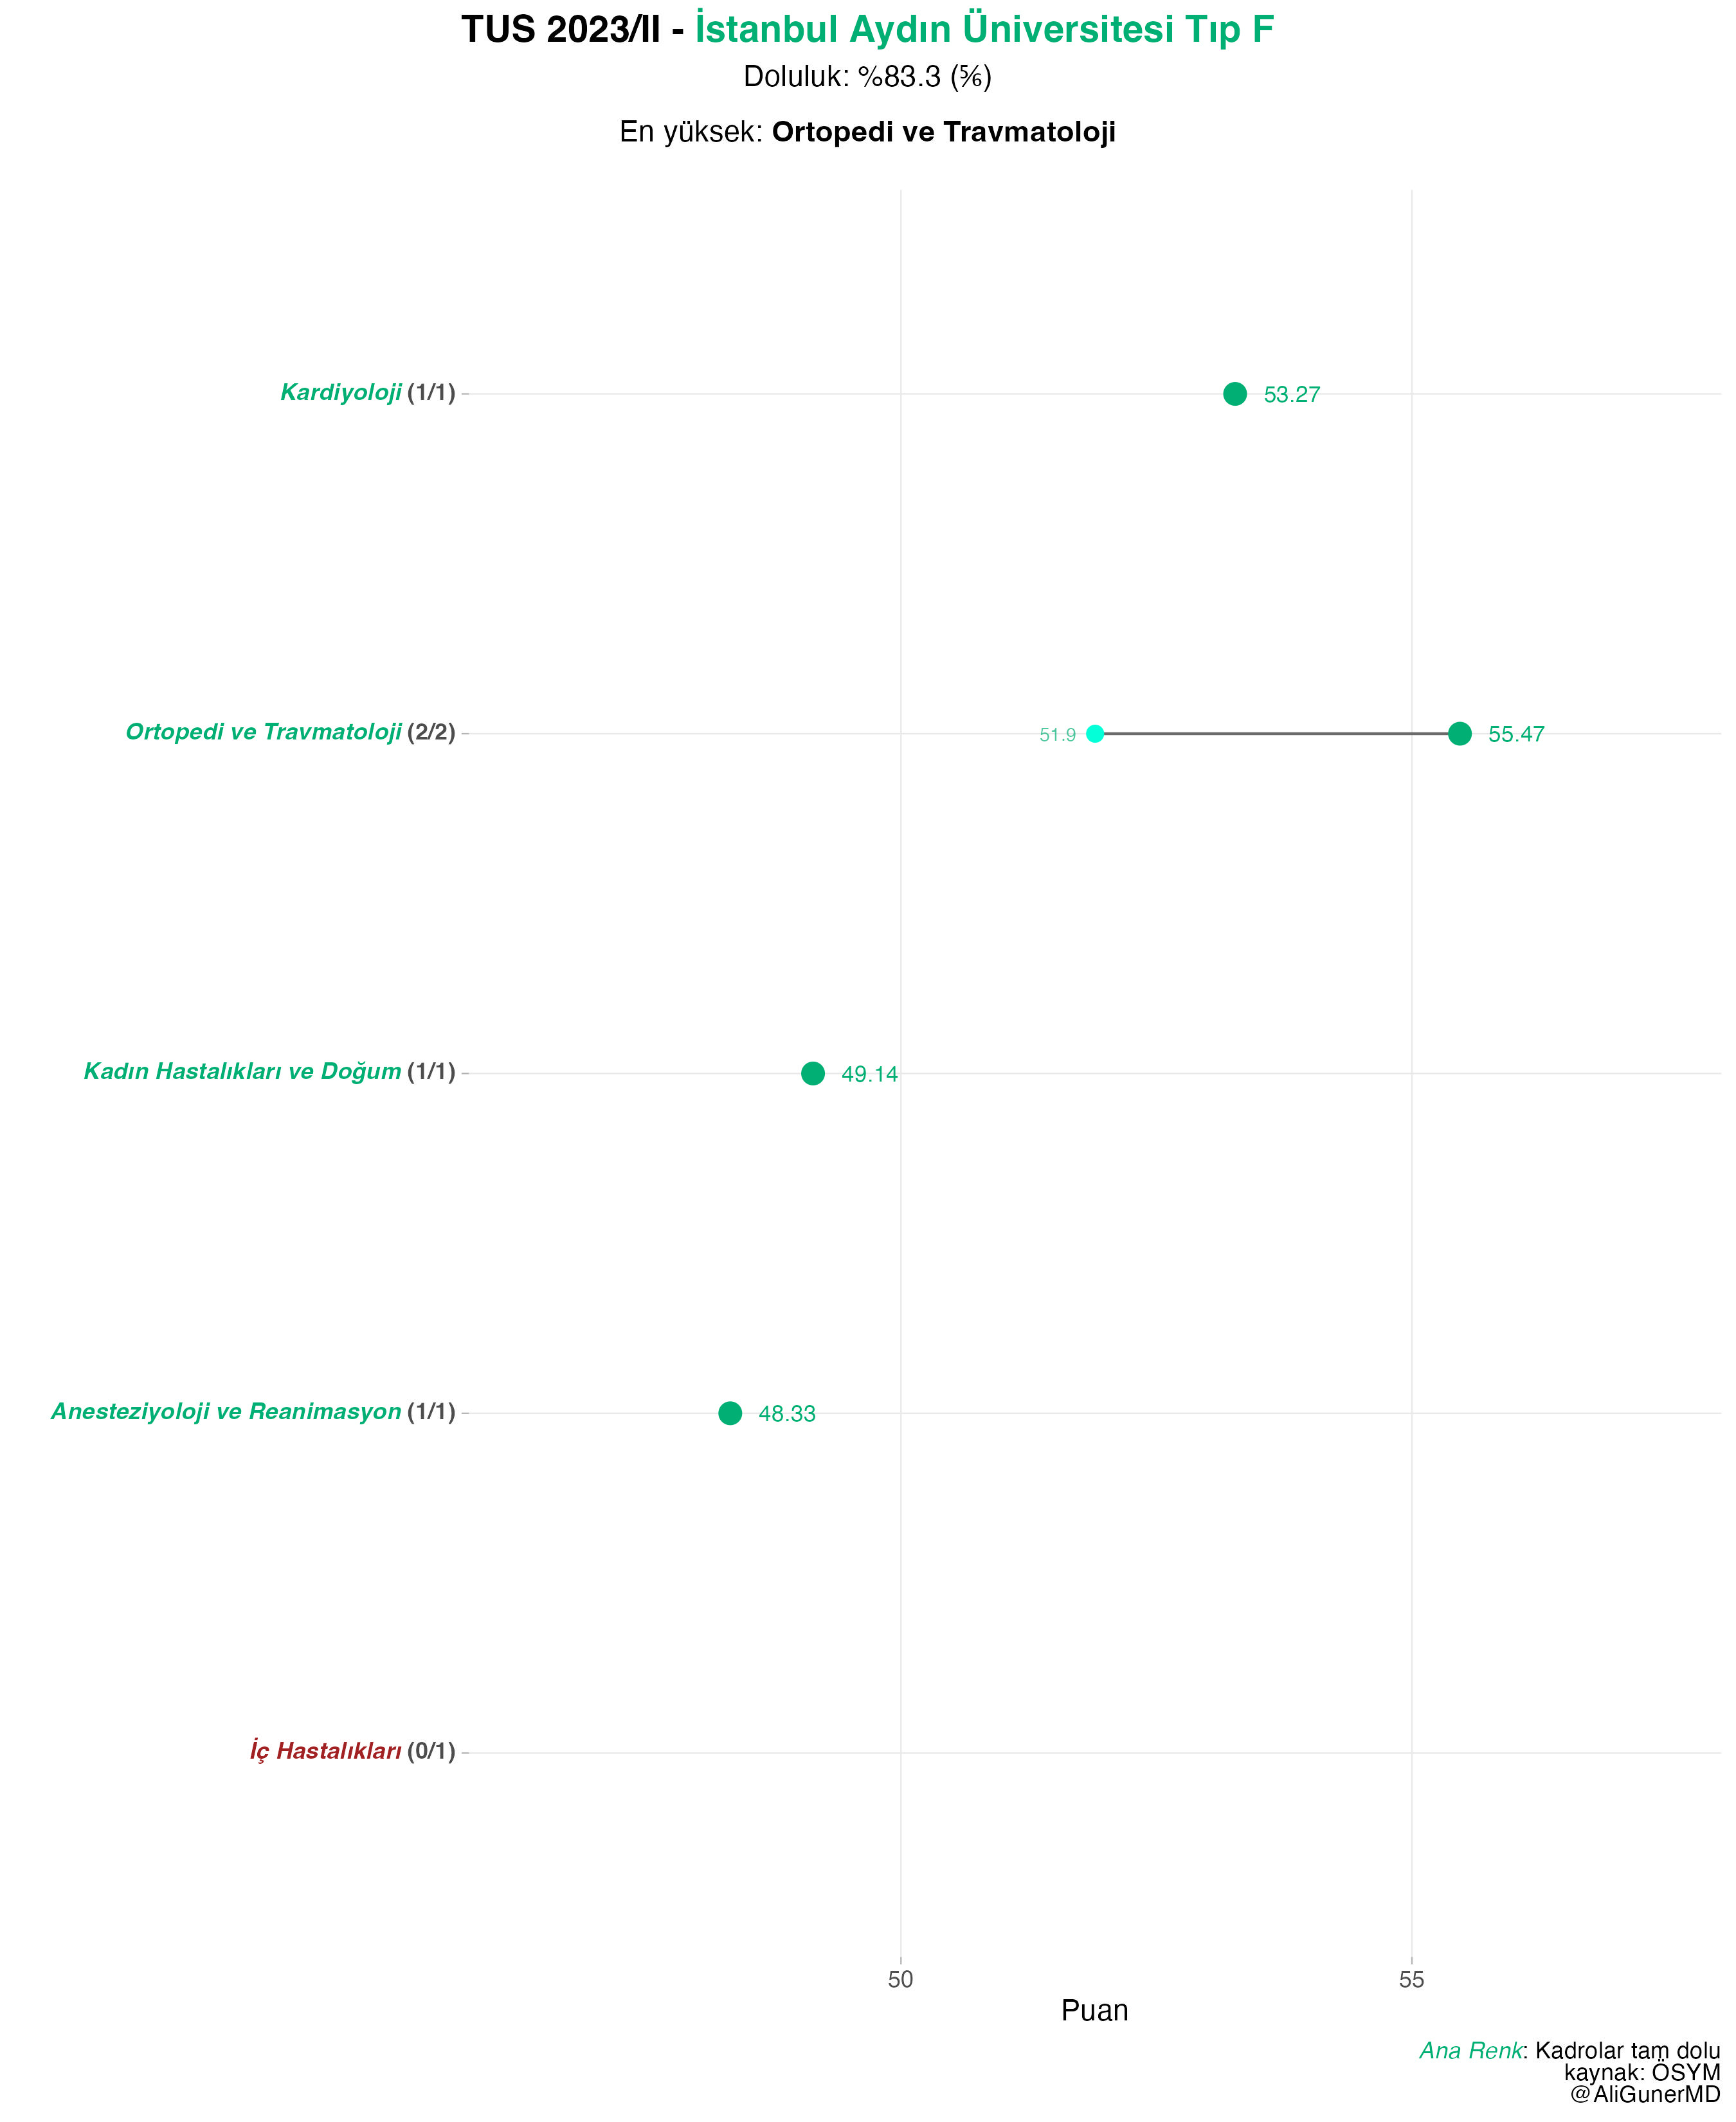 TUS 2023/II - İstanbul Aydın Üniversitesi Tıp F
Doluluk: %83.3 (⅚)
En yüksek: Ortopedi ve Travmatoloji
Kardiyoloji (1/1)
53.27
Ortopedi ve Travmatoloji (2/2)
51.9
55.47
Kadın Hastalıkları ve Doğum (1/1)
49.14
Anesteziyoloji ve Reanimasyon (1/1)
48.33
İç Hastalıkları (0/1)
50
55
Puan
Ana Renk: Kadrolar tam dolu
kaynak: ÖSYM
@AliGunerMD